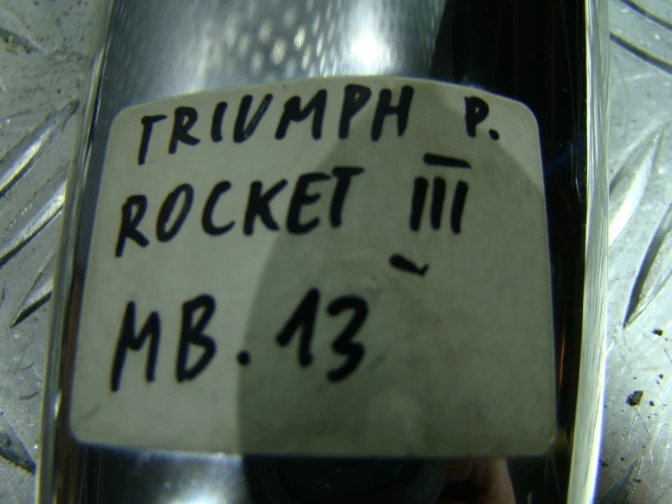 TRIUMPH P.
ROCKET III
MB. 13